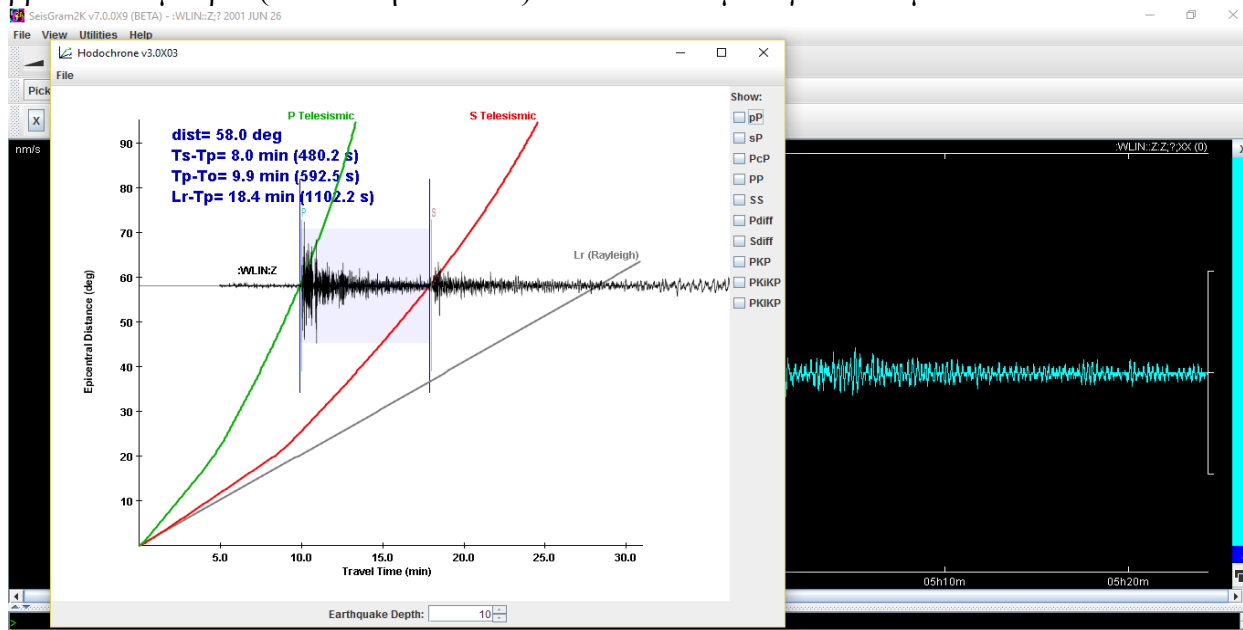 SeisGram2K v7.0.0X9 (BETA) - :WLIN::Z;? 2001 JUN 26
File View Utilities Help
Hodochrone v3.0X03
File
Pick
X
nm/s
Show:
pP
sP
PcP
PP
SS
Pdiff
Sdiff
PKP
PKiKP
PKIKP
P Telesismic
S Telesismic
dist= 58.0 deg
Ts-Tp= 8.0 min (480.2 s)
Tp-To= 9.9 min (592.5 s)
Lr-Tp= 18.4 min (1102.2 s)
P
S
Lr (Rayleigh)
:WLIN:Z
Epicentral Distance (deg)
90
80
70
60
50
40
30
20
10
5.0 10.0 15.0 20.0 25.0 30.0
Travel Time (min)
Earthquake Depth: 10
:WLIN::Z:Z,?;XX (0)
05h10m 05h20m
>